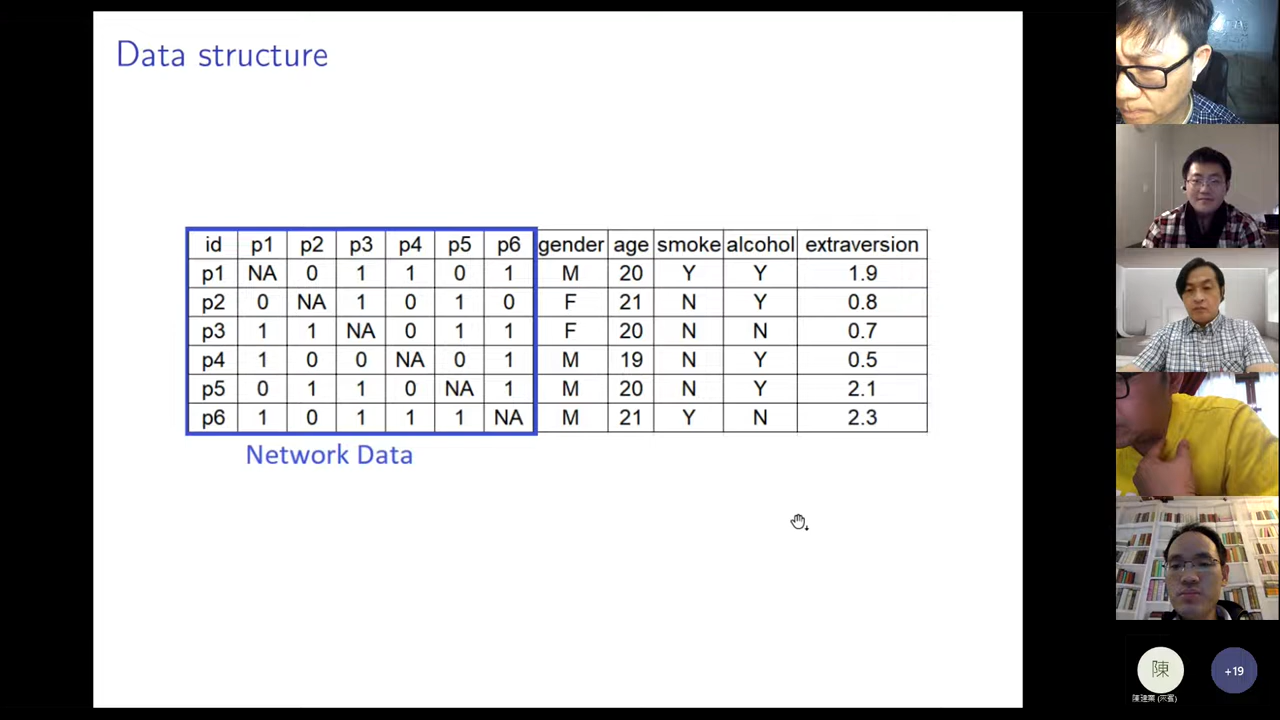 Data structure
id p1 p2 p3 p4 p5 p6 gender age smoke alcohol extraversion
p1 NA 0 1 1 0 1 M 20 Y Y 1.9
p2 0 NA 1 0 1 0 F 21 N Y 0.8
p3 1 1 NA 0 1 1 F 20 N N 0.7
p4 1 0 0 NA 0 1 M 19 N Y 0.5
p5 0 1 1 0 NA 1 M 20 N Y 2.1
p6 1 0 1 1 1 NA M 21 Y N 2.3
Network Data
陳
+19